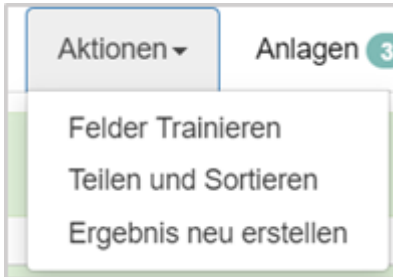 Aktionen Anlagen 3
Felder Trainieren
Teilen und Sortieren
Ergebnis neu erstellen